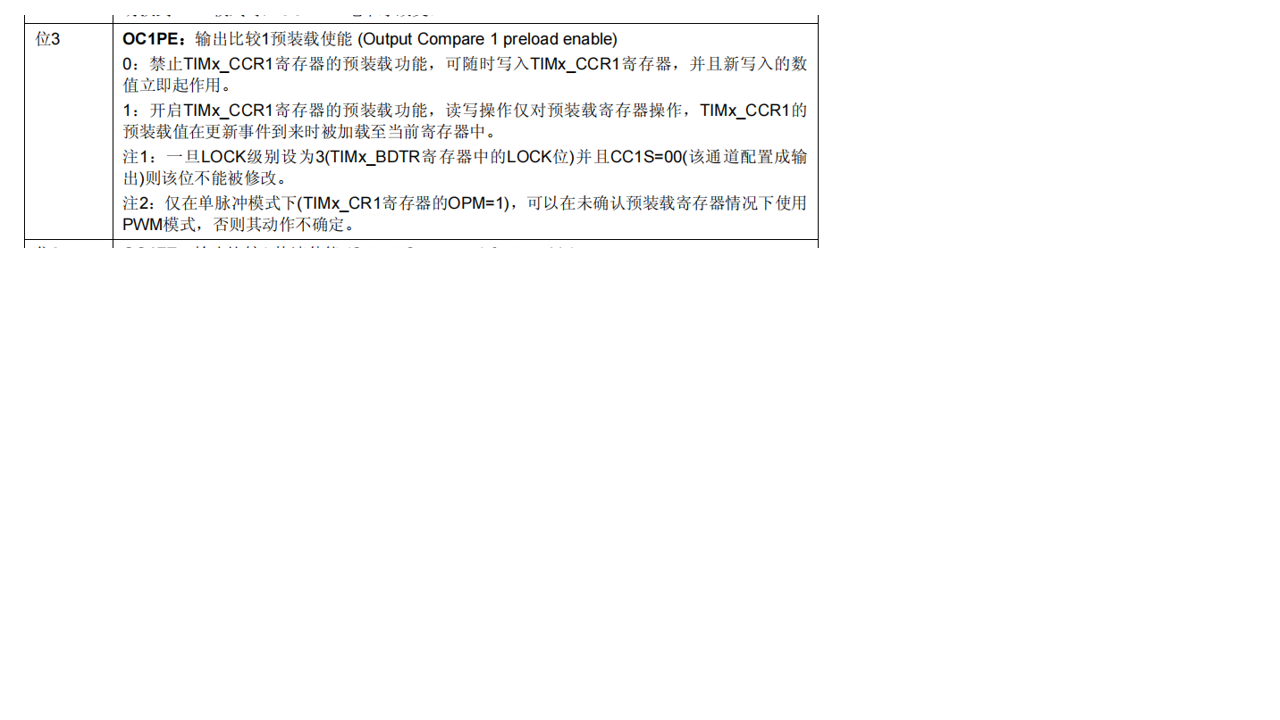 位3
OC1PE：输出比较1预装载使能 (Output Compare 1 preload enable)
0：禁止TIMx_CCR1寄存器的预装载功能，可随时写入TIMx_CCR1寄存器，并且新写入的数
值立即起作用。
1：开启TIMx_CCR1寄存器的预装载功能，读写操作仅对预装载寄存器操作，TIMx_CCR1的
预装载值在更新事件到来时被加载至当前寄存器中。
注1：一旦LOCK级别设为3(TIMx_BDTR寄存器中的LOCK位)并且CC1S=00(该通道配置成输
出)则该位不能被修改。
注2：仅在单脉冲模式下(TIMx_CR1寄存器的OPM=1)，可以在未确认预装载寄存器情况下使用
PWM模式，否则其动作不确定。